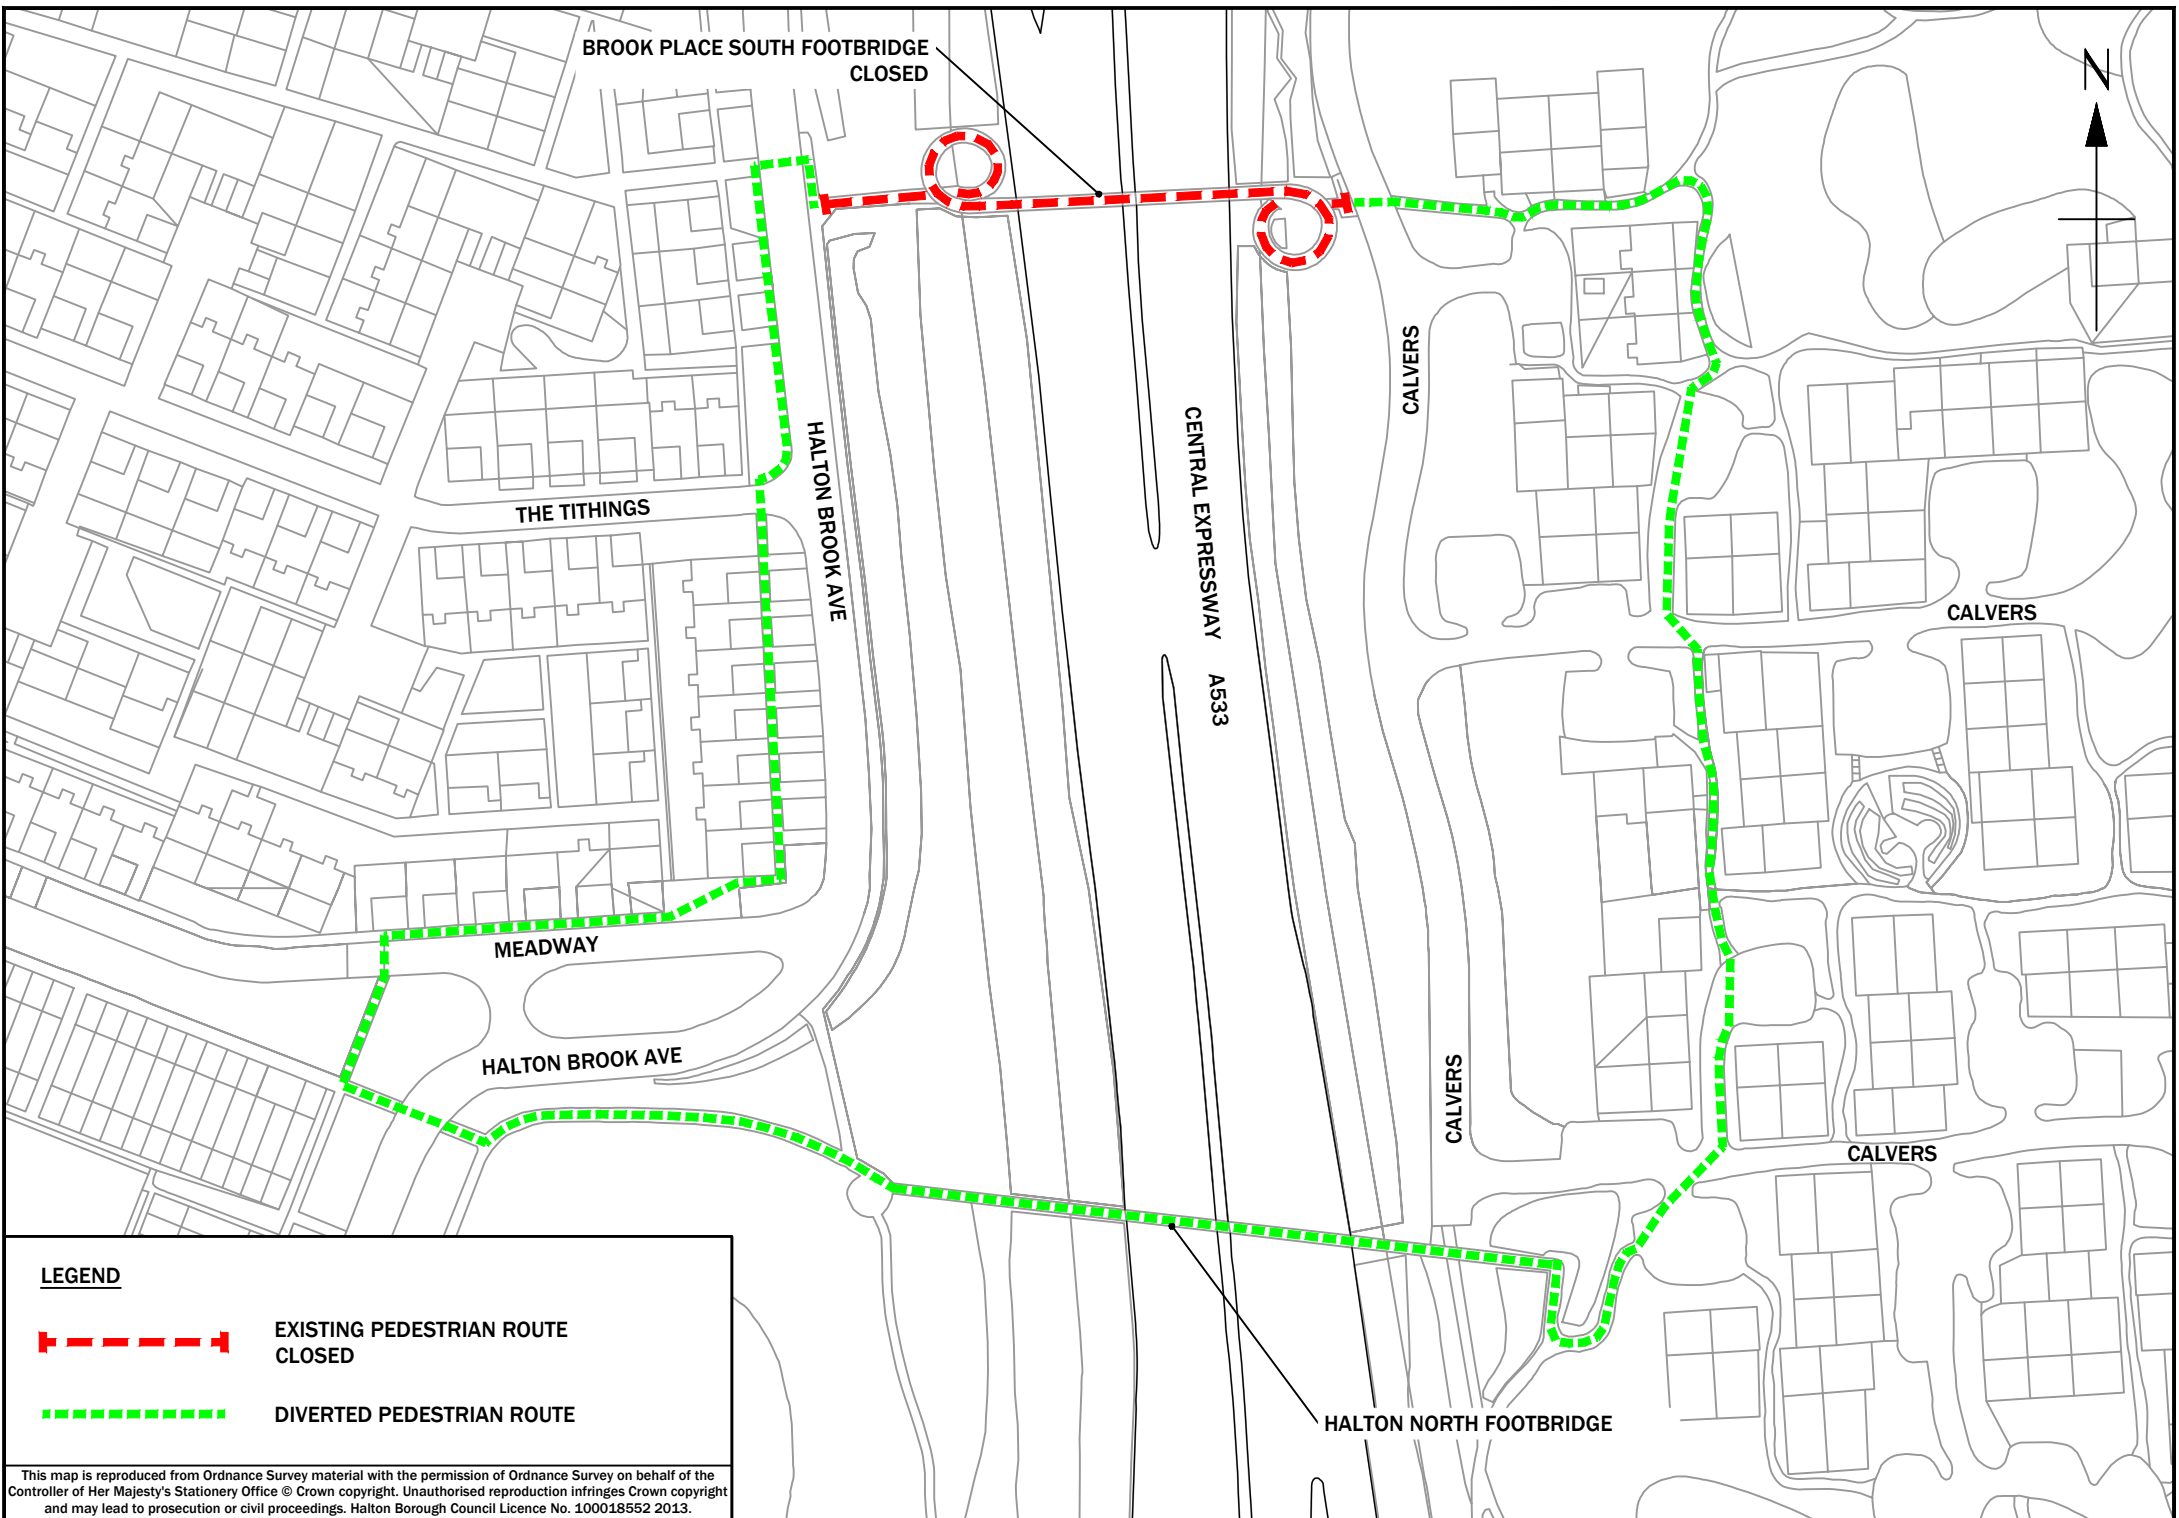 BROOK PLACE SOUTH FOOTBRIDGE
CLOSED
N
CALVERS
HALTON BROOK AVE
CENTRAL EXPRESSWAY A533
THE TITHINGS
CALVERS
MEADWAY
HALTON BROOK AVE
CALVERS
CALVERS
HALTON NORTH FOOTBRIDGE
LEGEND
EXISTING PEDESTRIAN ROUTE
CLOSED
DIVERTED PEDESTRIAN ROUTE
This map is reproduced from Ordnance Survey material with the permission of Ordnance Survey on behalf of the
Controller of Her Majesty's Stationery Office © Crown copyright. Unauthorised reproduction infringes Crown copyright
and may lead to prosecution or civil proceedings. Halton Borough Council Licence No. 100018552 2013.